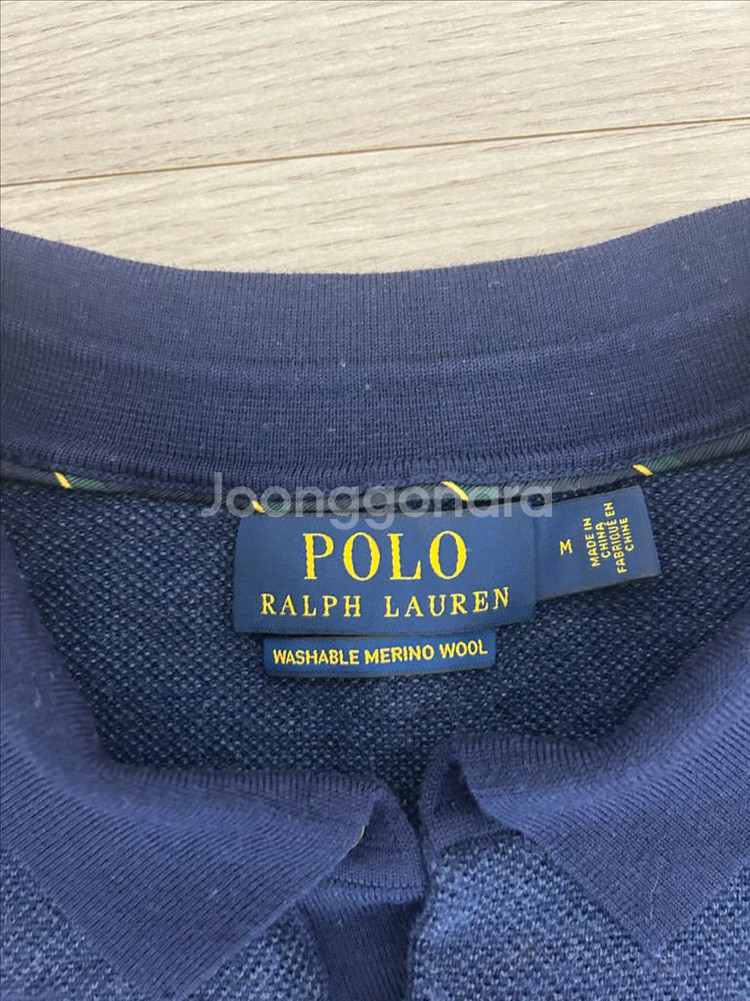 Joonggonara
POLO
RALPH LAUREN
WASHABLE MERINO WOOL
M
MADE IN
CHINA
FABRIQUÉ EN
CHINE